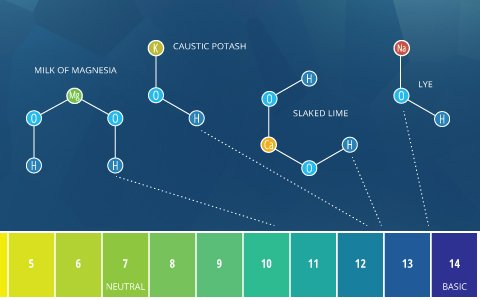 CAUSTIC POTASH
MILK OF MAGNESIA
LYE
SLAKED LIME
K
Na
H
Mg
O
O
O
O
O
H
H
Ca
H
H
H
O
5 6 7 8 9 10 11 12 13 14
NEUTRAL BASIC